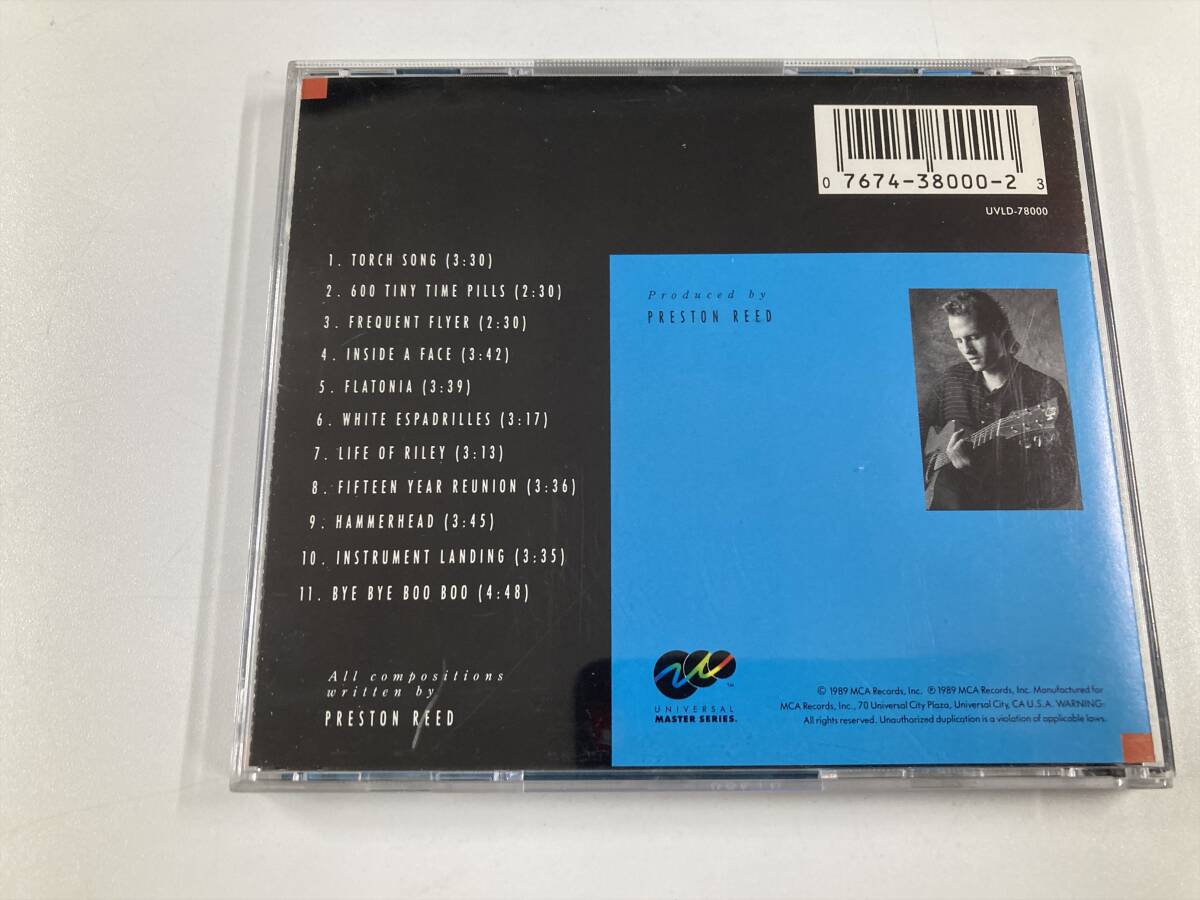 0 7674-38000-2 3
UVLD-78000
1. TORCH SONG (3:30)
2. 600 TINY TIME PILLS (2:30)
3. FREQUENT FLYER (2:30)
4. INSIDE A FACE (3:42)
5. FLATONIA (3:39)
6. WHITE ESPADRILLES (3:17)
7. LIFE OF RILEY (3:13)
8. FIFTEEN YEAR REUNION (3:36)
9. HAMMERHEAD (3:45)
10. INSTRUMENT LANDING (3:35)
11. BYE BYE BOO BOO (4:48)
All compositions
written by
PRESTON REED
Produced by
PRESTON REED
UNIVERSAL
MASTER SERIES.
TM
© 1989 MCA Records, Inc. ℗ 1989 MCA Records, Inc. Manufactured for
MCA Records, Inc., 70 Universal City Plaza, Universal City, CA U.S.A. WARNING:
All rights reserved. Unauthorized duplication is a violation of applicable laws.